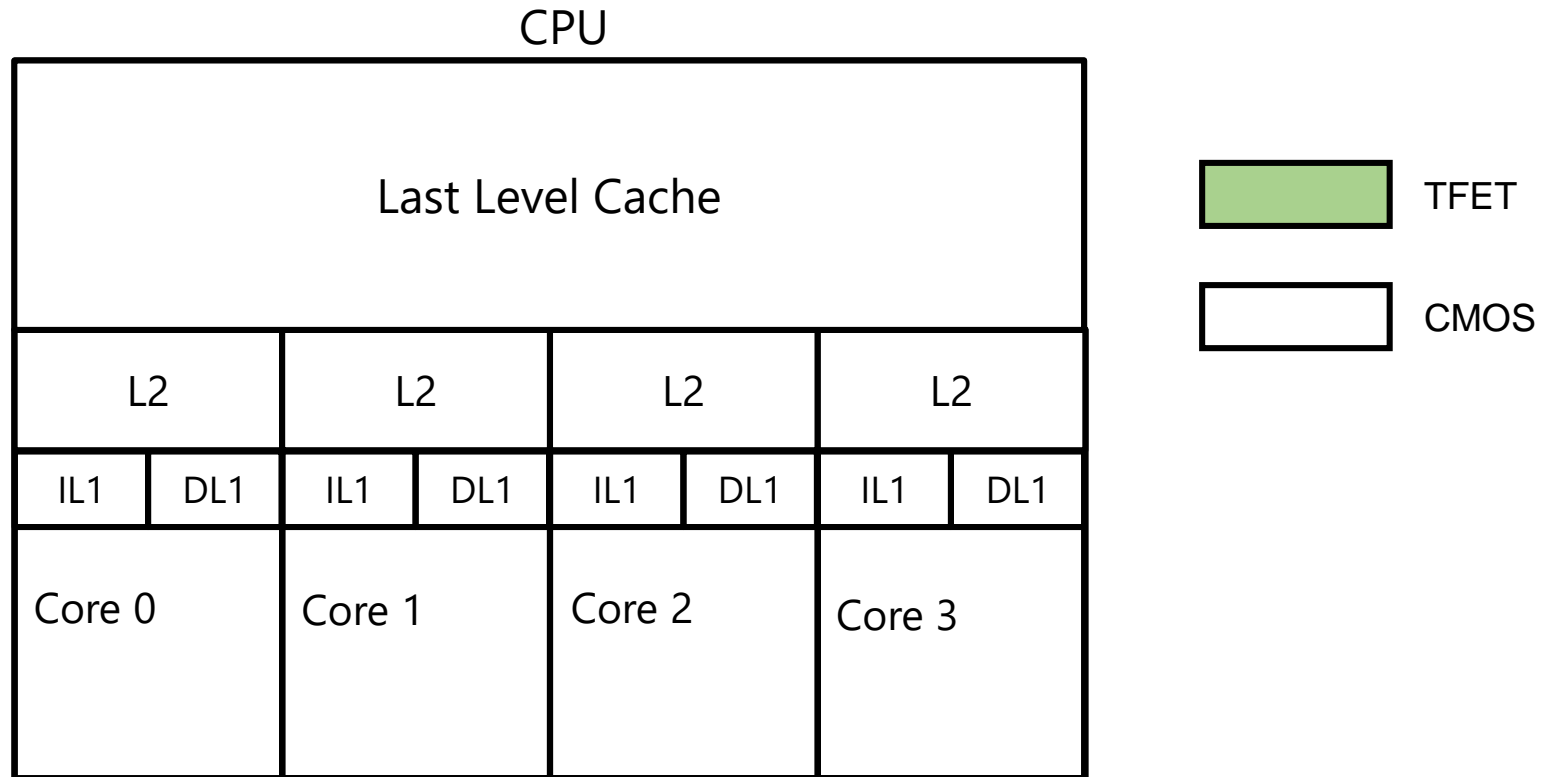 CPU
Last Level Cache
TFET
CMOS
L2 L2 L2 L2
IL1 DL1 IL1 DL1 IL1 DL1 IL1 DL1
Core 0 Core 1 Core 2 Core 3